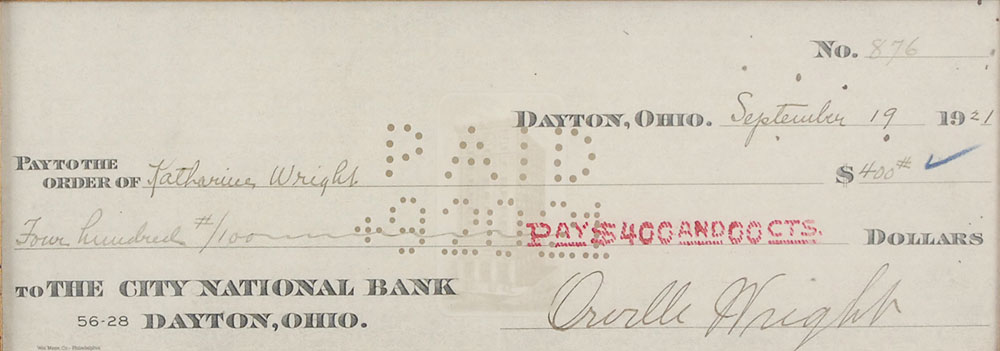 No. 876
DAYTON, OHIO. September 19 1921
PAY TO THE
ORDER OF Katharine Wright $ 400 #
PAID
Four hundred #/100 PAY $ 400 AND 00 CTS. DOLLARS
TO THE CITY NATIONAL BANK
56-28 DAYTON, OHIO.
Orville Wright